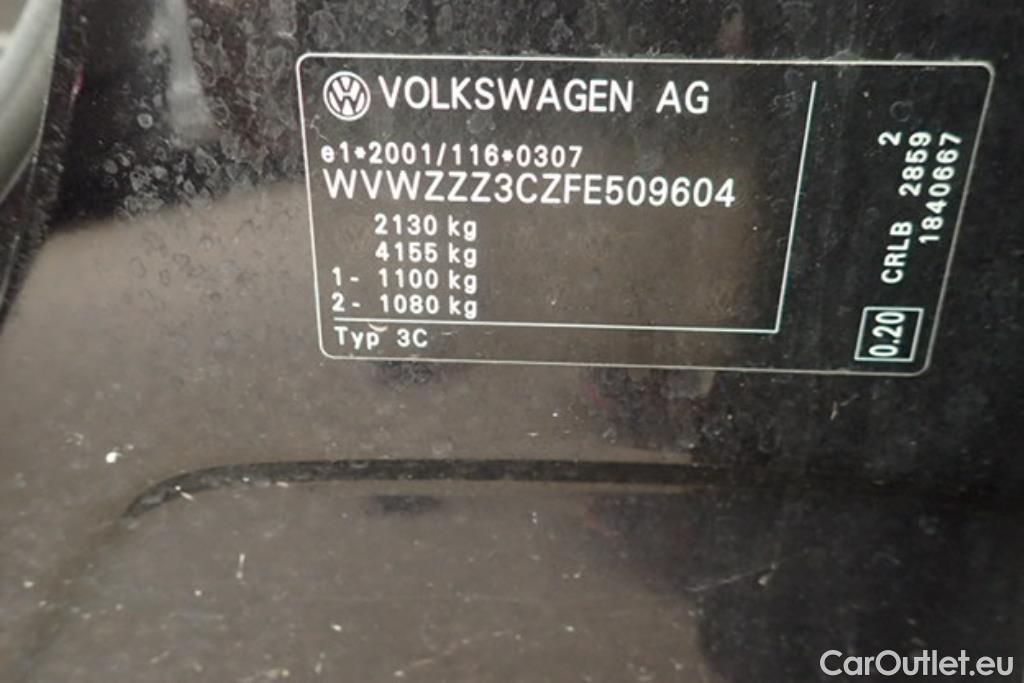 VOLKSWAGEN AG
e1*2001/116*0307
WVWZZZ3CZFE509604
2130 kg
4155 kg
1- 1100 kg
2- 1080 kg
Typ 3C
0.20
CRLB 2859 2
1840667
CarOutlet.eu